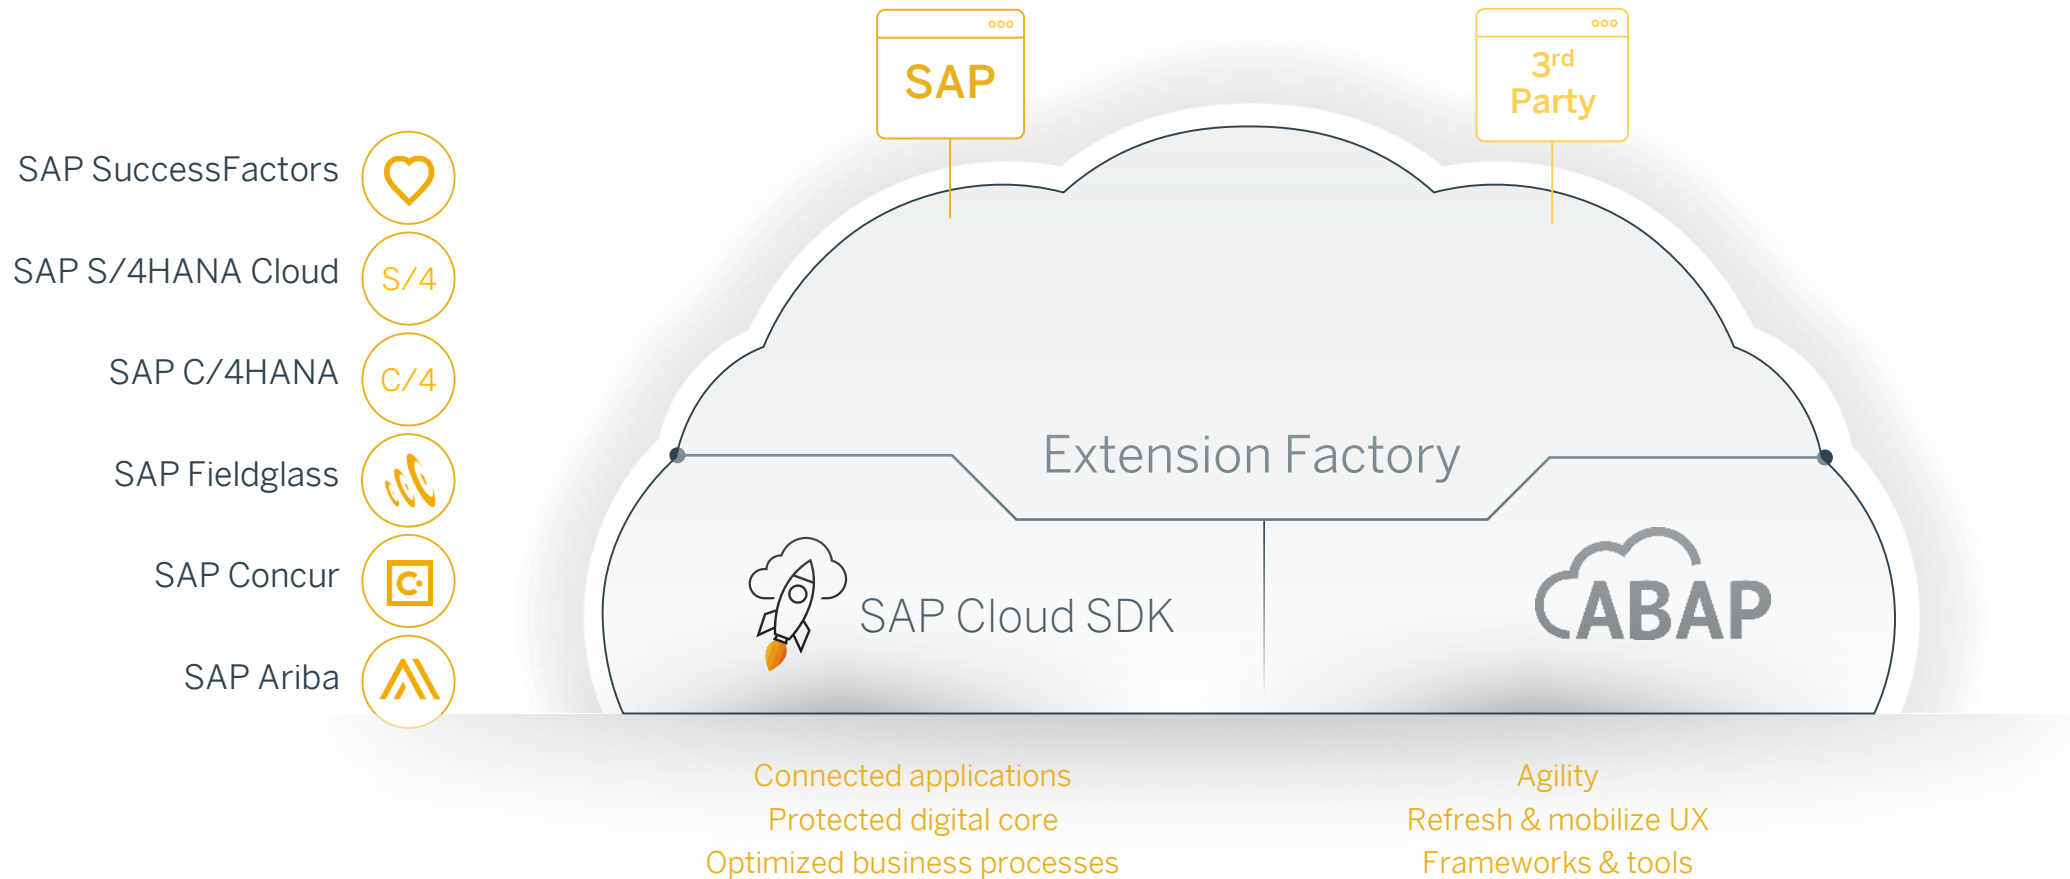 SAP
3rd
Party
SAP SuccessFactors
SAP S/4HANA Cloud
S/4
SAP C/4HANA
C/4
SAP Fieldglass
SAP Concur
C
SAP Ariba
Extension Factory
SAP Cloud SDK
ABAP
Connected applications
Protected digital core
Optimized business processes
Agility
Refresh & mobilize UX
Frameworks & tools